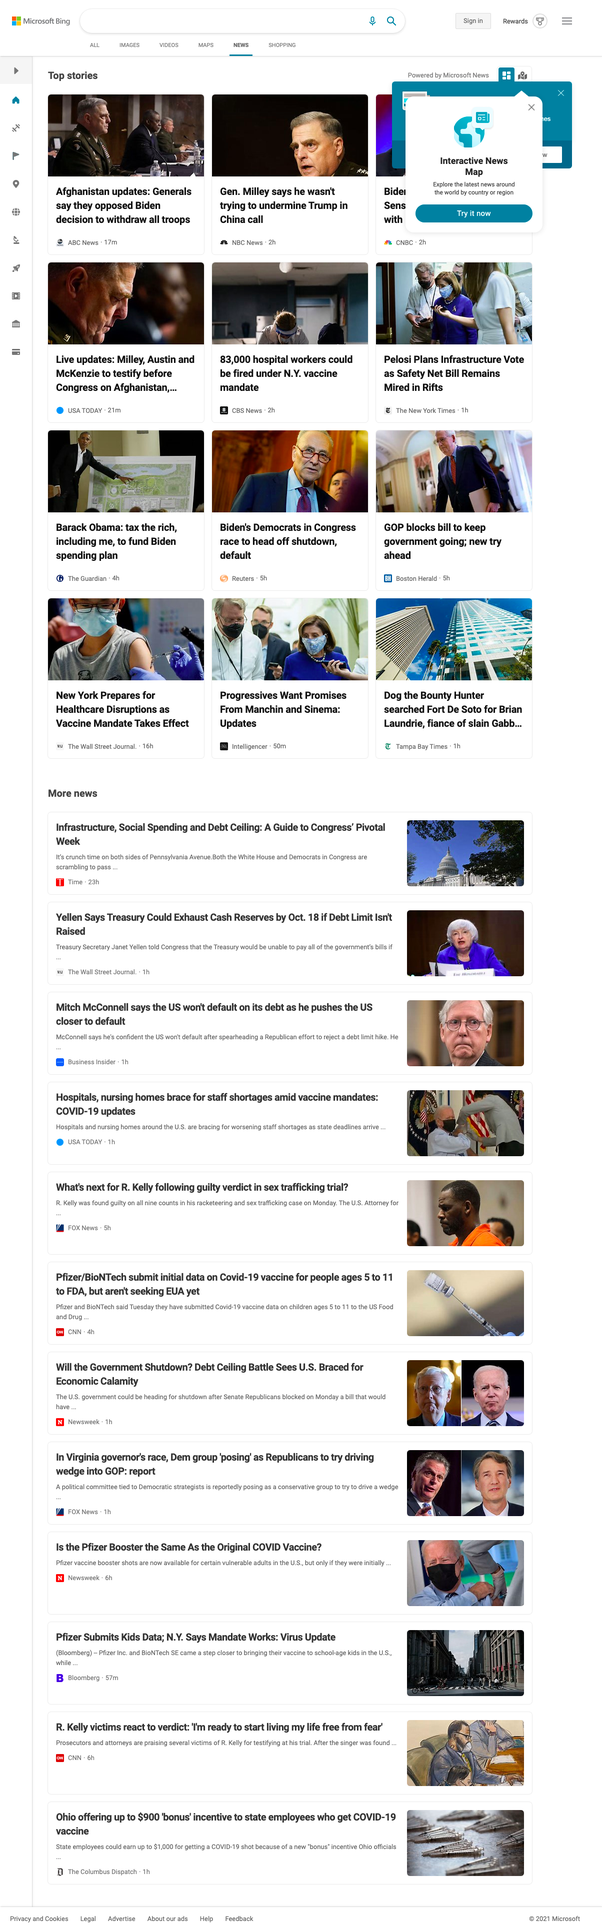 Microsoft Bing
Sign in
Rewards
ALL
IMAGES
VIDEOS
MAPS
NEWS
SHOPPING
Top stories
Powered by Microsoft News
Interactive News
Map
Explore the latest news around
the world by country or region
Try it now
Afghanistan updates: Generals
say they opposed Biden
decision to withdraw all troops
ABC News · 17m
Gen. Milley says he wasn't
trying to undermine Trump in
China call
NBC News · 2h
Biden
Sens
with
CNBC · 2h
Live updates: Milley, Austin and
McKenzie to testify before
Congress on Afghanistan,...
USA TODAY · 21m
83,000 hospital workers could
be fired under N.Y. vaccine
mandate
CBS News · 2h
Pelosi Plans Infrastructure Vote
as Safety Net Bill Remains
Mired in Rifts
The New York Times · 1h
Barack Obama: tax the rich,
including me, to fund Biden
spending plan
The Guardian · 4h
Biden's Democrats in Congress
race to head off shutdown,
default
Reuters · 5h
GOP blocks bill to keep
government going; new try
ahead
Boston Herald · 5h
New York Prepares for
Healthcare Disruptions as
Vaccine Mandate Takes Effect
The Wall Street Journal. · 16h
Progressives Want Promises
From Manchin and Sinema:
Updates
Intelligencer · 50m
Dog the Bounty Hunter
searched Fort De Soto for Brian
Laundrie, fiance of slain Gabb...
Tampa Bay Times · 1h
More news
Infrastructure, Social Spending and Debt Ceiling: A Guide to Congress' Pivotal
Week
It's crunch time on both sides of Pennsylvania Avenue.Both the White House and Democrats in Congress are
scrambling to pass ...
Time · 23h
Yellen Says Treasury Could Exhaust Cash Reserves by Oct. 18 if Debt Limit Isn't
Raised
Treasury Secretary Janet Yellen told Congress that the Treasury would be unable to pay all of the government's bills if
...
The Wall Street Journal. · 1h
Mitch McConnell says the US won't default on its debt as he pushes the US
closer to default
McConnell says he's confident the US won't default after spearheading a Republican effort to reject a debt limit hike. He
...
Business Insider · 1h
Hospitals, nursing homes brace for staff shortages amid vaccine mandates:
COVID-19 updates
Hospitals and nursing homes around the U.S. are bracing for worsening staff shortages as state deadlines arrive ...
USA TODAY · 1h
What's next for R. Kelly following guilty verdict in sex trafficking trial?
R. Kelly was found guilty on all nine counts in his racketeering and sex trafficking case on Monday. The U.S. Attorney for
...
FOX News · 5h
Pfizer/BioNTech submit initial data on Covid-19 vaccine for people ages 5 to 11
to FDA, but aren't seeking EUA yet
Pfizer and BioNTech said Tuesday they have submitted Covid-19 vaccine data on children ages 5 to 11 to the US Food
and Drug ...
CNN · 4h
Will the Government Shutdown? Debt Ceiling Battle Sees U.S. Braced for
Economic Calamity
The U.S. government could be heading for shutdown after Senate Republicans blocked on Monday a bill that would
have ...
Newsweek · 1h
In Virginia governor's race, Dem group 'posing' as Republicans to try driving
wedge into GOP: report
A political committee tied to Democratic strategists is reportedly posing as a conservative group to try to drive a wedge
...
FOX News · 1h
Is the Pfizer Booster the Same As the Original COVID Vaccine?
Pfizer vaccine booster shots are now available for certain vulnerable adults in the U.S., but only if they were initially ...
Newsweek · 6h
Pfizer Submits Kids Data; N.Y. Says Mandate Works: Virus Update
(Bloomberg) -- Pfizer Inc. and BioNTech SE came a step closer to bringing their vaccine to school-age kids in the U.S.,
while ...
Bloomberg · 57m
R. Kelly victims react to verdict: 'I'm ready to start living my life free from fear'
Prosecutors and attorneys are praising several victims of R. Kelly for testifying at his trial. After the singer was found ...
CNN · 6h
Ohio offering up to $900 'bonus' incentive to state employees who get COVID-19
vaccine
State employees could earn up to $1,000 for getting a COVID-19 shot because of a new "bonus" incentive Ohio officials
...
The Columbus Dispatch · 1h
Privacy and Cookies
Legal
Advertise
About our ads
Help
Feedback
© 2021 Microsoft